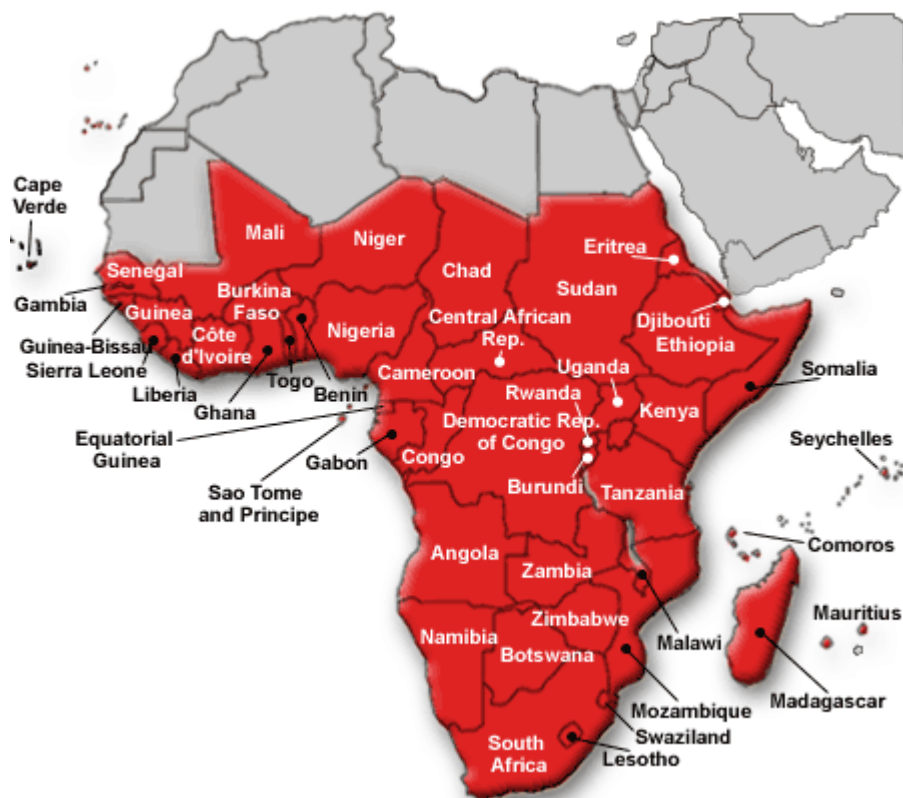 Cape
Verde
Mali
Niger
Eritrea
Senegal
Chad
Gambia
Burkina
Faso
Sudan
Guinea
Central African
Rep.
Djibouti
Nigeria
Côte
d'Ivoire
Ethiopia
Guinea-Bissau
Sierra Leone
Cameroon
Uganda
Somalia
Togo
Liberia
Benin
Rwanda
Ghana
Kenya
Democratic Rep.
of Congo
Equatorial
Guinea
Seychelles
Gabon
Congo
Burundi
Tanzania
Sao Tome
and Principe
Angola
Comoros
Zambia
Mauritius
Zimbabwe
Namibia
Malawi
Botswana
Madagascar
Mozambique
Swaziland
South
Africa
Lesotho